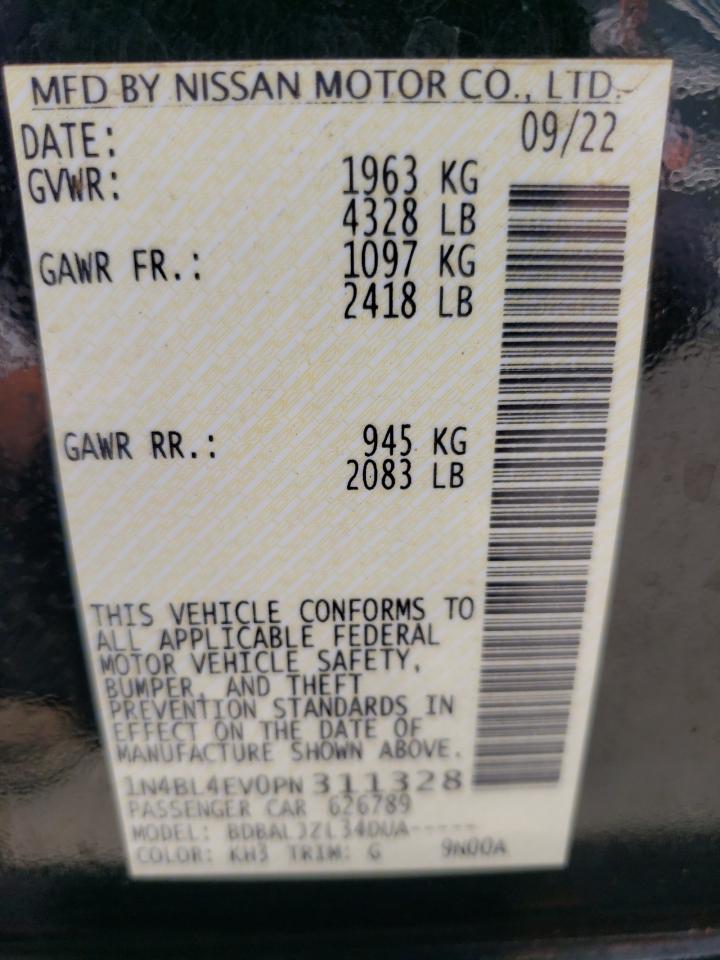 MFD BY NISSAN MOTOR CO., LTD.
DATE: 09/22
GVWR: 1963 KG
4328 LB
GAWR FR.: 1097 KG
2418 LB
GAWR RR.: 945 KG
2083 LB
THIS VEHICLE CONFORMS TO
ALL APPLICABLE FEDERAL
MOTOR VEHICLE SAFETY,
BUMPER, AND THEFT
PREVENTION STANDARDS IN
EFFECT ON THE DATE OF
MANUFACTURE SHOWN ABOVE.
1N4BL4EV0PN311328
PASSENGER CAR 626789
MODEL: BDBALJZL34DUA-----
COLOR: KH3 TRIM: G 9N00A